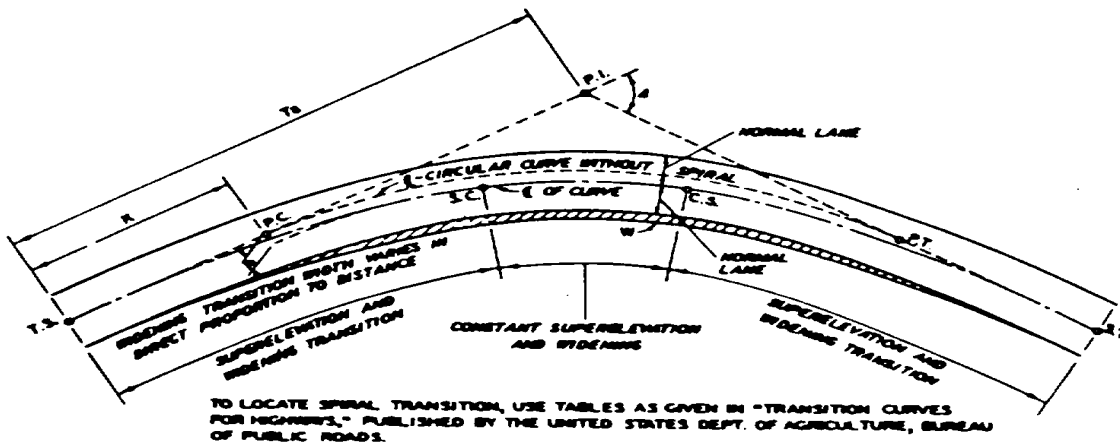 P.I.
Δ
Ts
NORMAL LANE
℄-CIRCULAR CURVE WITHOUT SPIRAL
K
P.C.
S.C.
℄ OF CURVE
C.S.
P.T.
W
NORMAL
LANE
T.S.
WIDENING TRANSITION WIDTH VARIES IN
DIRECT PROPORTION TO DISTANCE
SUPERELEVATION AND
WIDENING TRANSITION
CONSTANT SUPERELEVATION
AND WIDENING
SUPERELEVATION AND
WIDENING TRANSITION
TO LOCATE SPIRAL TRANSITION, USE TABLES AS GIVEN IN "TRANSITION CURVES
FOR HIGHWAYS," PUBLISHED BY THE UNITED STATES DEPT. OF AGRICULTURE, BUREAU
OF PUBLIC ROADS.